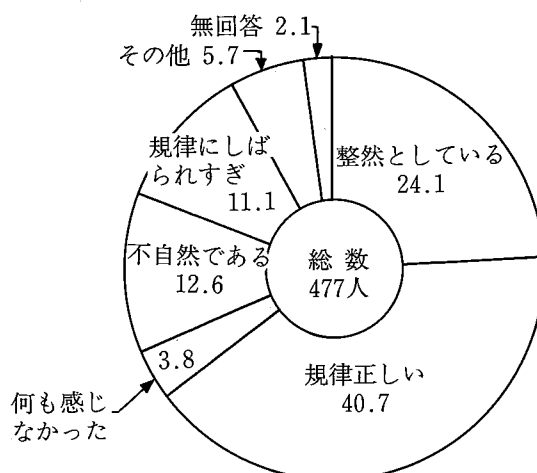 無回答 2.1
その他 5.7
整然としている
24.1
規律にしば
られすぎ
11.1
不自然である
12.6
総数
477人
3.8
何も感じ
なかった
規律正しい
40.7